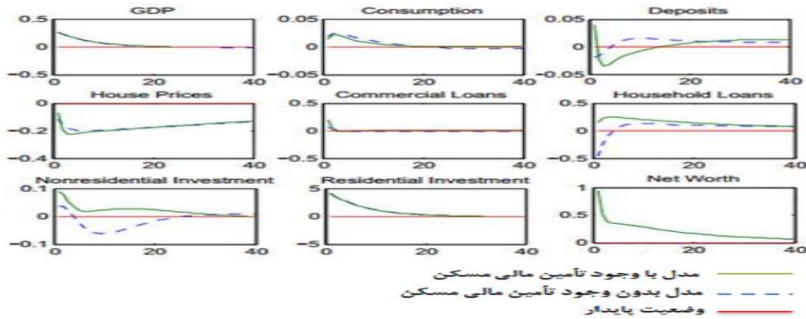 GDP Consumption Deposits
0.5 0.05 0.05
0 0 0
−0.5 −0.05 −0.05
0 20 40 0 20 40 0 20 40
House Prices Commercial Loans Household Loans
0 0.5 0.5
−0.2 0 0
−0.4 −0.5 −0.5
0 20 40 0 20 40 0 20 40
Nonresidential Investment Residential Investment Net Worth
0.1 5 1
0 0 0.5
−0.1 −5 0
0 20 40 0 20 40 0 20 40
مدل با وجود تأمین مالی مسکن
مدل بدون وجود تأمین مالی مسکن
وضعیت پایدار